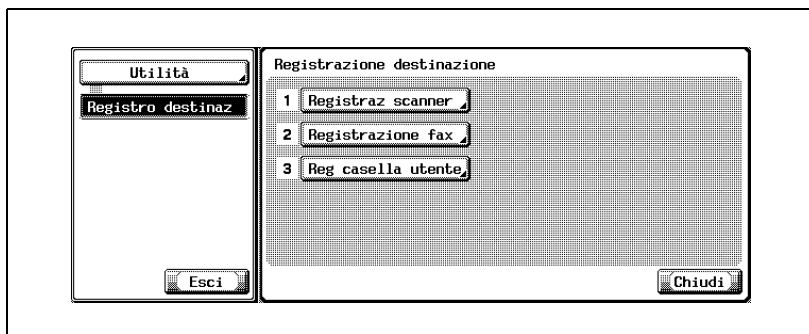 Utilità
Registro destinaz
Esci
Registrazione destinazione
1 Registraz scanner
2 Registrazione fax
3 Reg casella utente
Chiudi